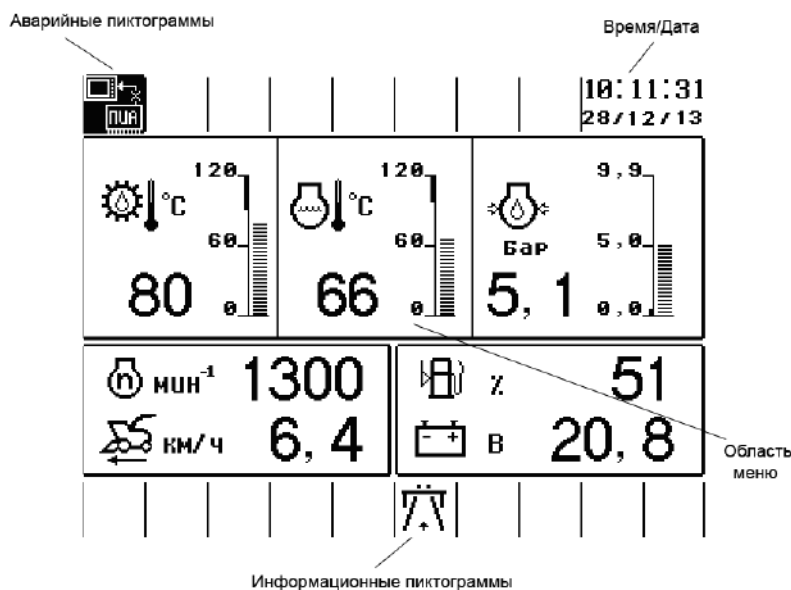 Аварийные пиктограммы
Время/Дата
10:11:31
28/12/13
ПИА
120
120
9,9
°C
°C
60
60
Бар
5,0
80
0
66
0
5,1
0,0
n мин⁻¹ 1300
% 51
км/ч 6,4
- + В 20,8
Область
меню
Информационные пиктограммы